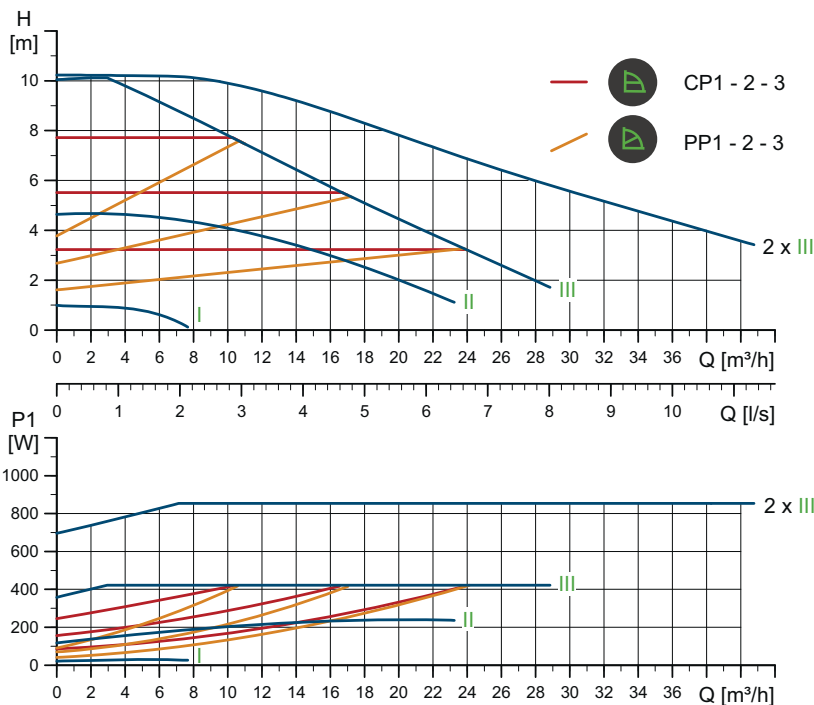 H
[m]
10
8
6
4
2
0
CP1 - 2 - 3
PP1 - 2 - 3
2 x III
III
II
I
0 2 4 6 8 10 12 14 16 18 20 22 24 26 28 30 32 34 36 Q [m³/h]
0 1 2 3 4 5 6 7 8 9 10 Q [l/s]
P1
[W]
1000
800
600
400
200
0
2 x III
III
II
I
0 2 4 6 8 10 12 14 16 18 20 22 24 26 28 30 32 34 36 Q [m³/h]